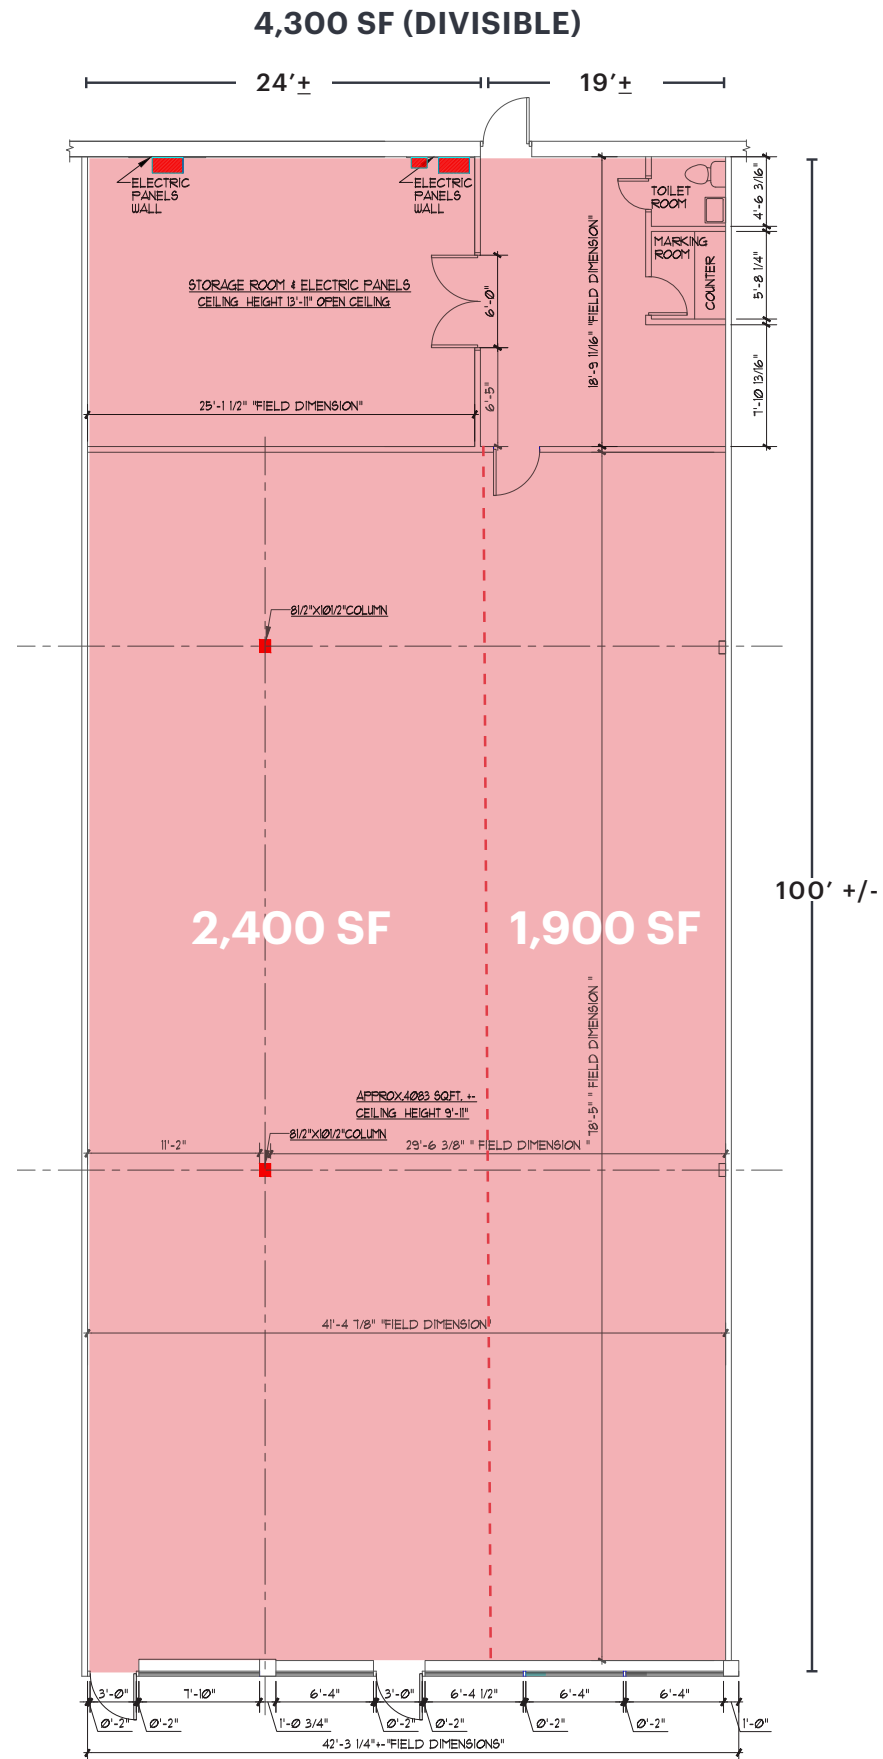 4,300 SF (DIVISIBLE)
24'±
19'±
ELECTRIC
PANELS
WALL
ELECTRIC
PANELS
WALL
TOILET
ROOM
4'-6 3/16"
MARKING
ROOM
COUNTER
5'-8 1/4"
STORAGE ROOM & ELECTRIC PANELS
CEILING HEIGHT 13'-11" OPEN CEILING
6'-0"
18'-9 11/16" "FIELD DIMENSION"
6'-5"
7'-10 13/16"
25'-1 1/2" "FIELD DIMENSION"
8 1/2"X10 1/2"COLUMN
100' +/-
2,400 SF
1,900 SF
78'-5" " FIELD DIMENSION "
APPROX.4083 SQ.FT. +-
CEILING HEIGHT 9'-11"
8 1/2"X10 1/2"COLUMN
11'-2"
29'-6 3/8" " FIELD DIMENSION "
41'-4 7/8" "FIELD DIMENSION"
3'-0"
7'-10"
6'-4"
3'-0"
6'-4 1/2"
6'-4"
6'-4"
0'-2"
0'-2"
1'-0 3/4"
0'-2"
0'-2"
0'-2"
0'-2"
1'-0"
42'-3 1/4"+-"FIELD DIMENSIONS"